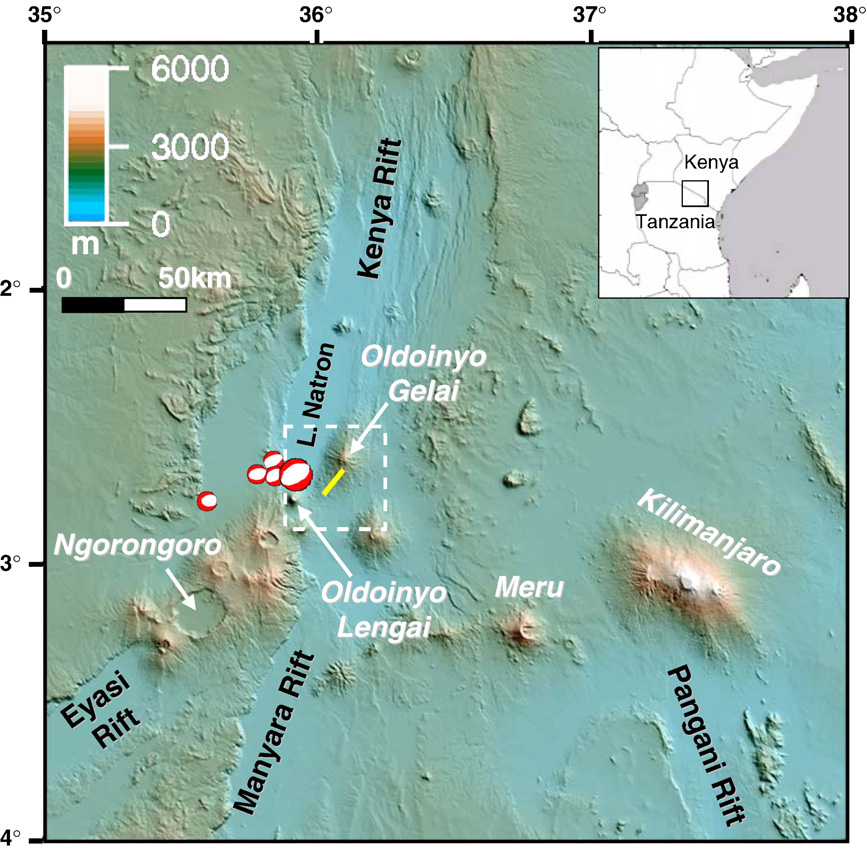 35°
36°
37°
38°
6000
3000
0
m
0
50km
2°
3°
4°
Kenya
Tanzania
Kenya Rift
L. Natron
Oldoinyo
Gelai
Ngorongoro
Oldoinyo
Lengai
Meru
Kilimanjaro
Eyasi
Rift
Manyara Rift
Pangani Rift